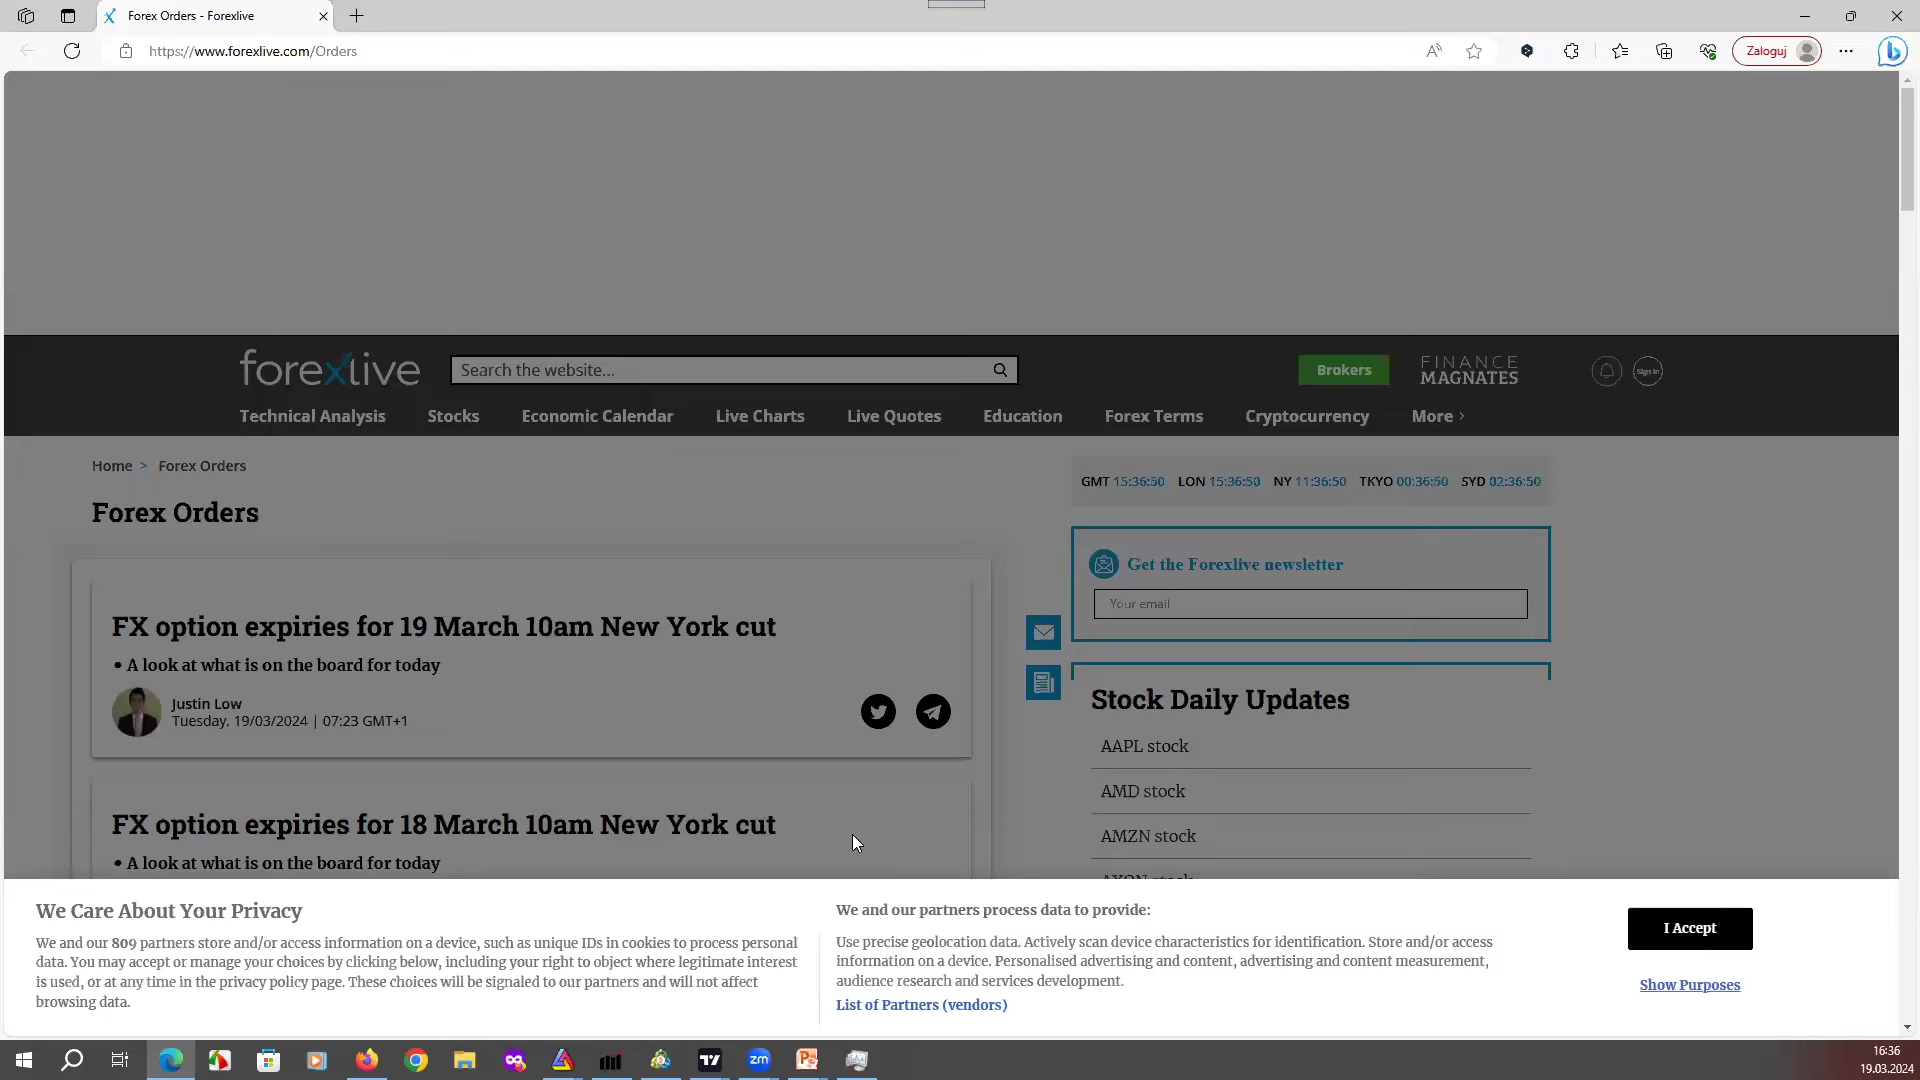 Forex Orders - Forexlive
https://www.forexlive.com/Orders
Zaloguj
forexlive
Search the website...
Brokers
FINANCE
MAGNATES
Sign in
Technical Analysis
Stocks
Economic Calendar
Live Charts
Live Quotes
Education
Forex Terms
Cryptocurrency
More
Home > Forex Orders
GMT 15:36:50 LON 15:36:50 NY 11:36:50 TKYO 00:36:50 SYD 02:36:50
Forex Orders
Get the Forexlive newsletter
Your email
FX option expiries for 19 March 10am New York cut
• A look at what is on the board for today
Justin Low
Tuesday, 19/03/2024 | 07:23 GMT+1
Stock Daily Updates
AAPL stock
AMD stock
AMZN stock
FX option expiries for 18 March 10am New York cut
• A look at what is on the board for today
We Care About Your Privacy
We and our 809 partners store and/or access information on a device, such as unique IDs in cookies to process personal
data. You may accept or manage your choices by clicking below, including your right to object where legitimate interest
is used, or at any time in the privacy policy page. These choices will be signaled to our partners and will not affect
browsing data.
We and our partners process data to provide:
Use precise geolocation data. Actively scan device characteristics for identification. Store and/or access
information on a device. Personalised advertising and content, advertising and content measurement,
audience research and services development.
List of Partners (vendors)
I Accept
Show Purposes
zm
16:36
19.03.2024